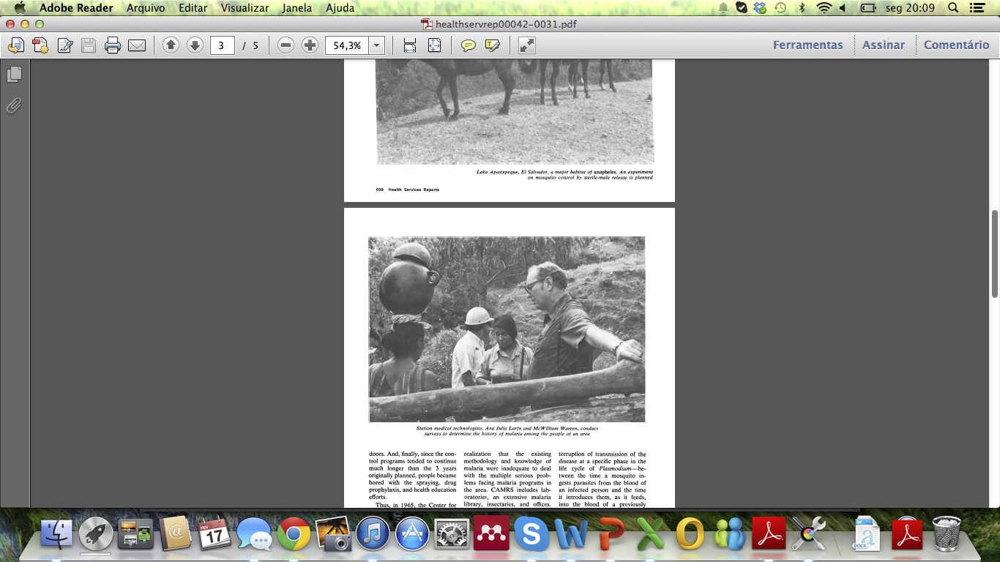 Adobe Reader Arquivo Editar Visualizar Janela Ajuda seg 20:09
healthservrep00042-0031.pdf
3 / 5 54,3% Ferramentas Assinar Comentário
Lake Apastepeque, El Salvador, a major habitat of anopheles. An experiment
on mosquito control by sterile-male release is planned
698 Health Services Reports
Station medical technologists, Ana Julia Larín and McWilliam Warren, conduct
surveys to determine the history of malaria among the people of an area
doors. And, finally, since the con-
trol programs tended to continue
much longer than the 3 years
originally planned, people became
bored with the spraying, drug
prophylaxis, and health education
efforts.
Thus, in 1965, the Center for
realization that the existing
methodology and knowledge of
malaria were inadequate to deal
with the multiple serious prob-
lems facing malaria programs in
the area. CAMRS includes lab-
oratories, an extensive malaria
library, insectaries, and offices.
terruption of transmission of the
disease at a specific phase in the
life cycle of Plasmodium—be-
tween the time a mosquito in-
gests parasites from the blood of
an infected person and the time
it introduces them, as it feeds,
into the blood of a previously
FEV
17
DOCX